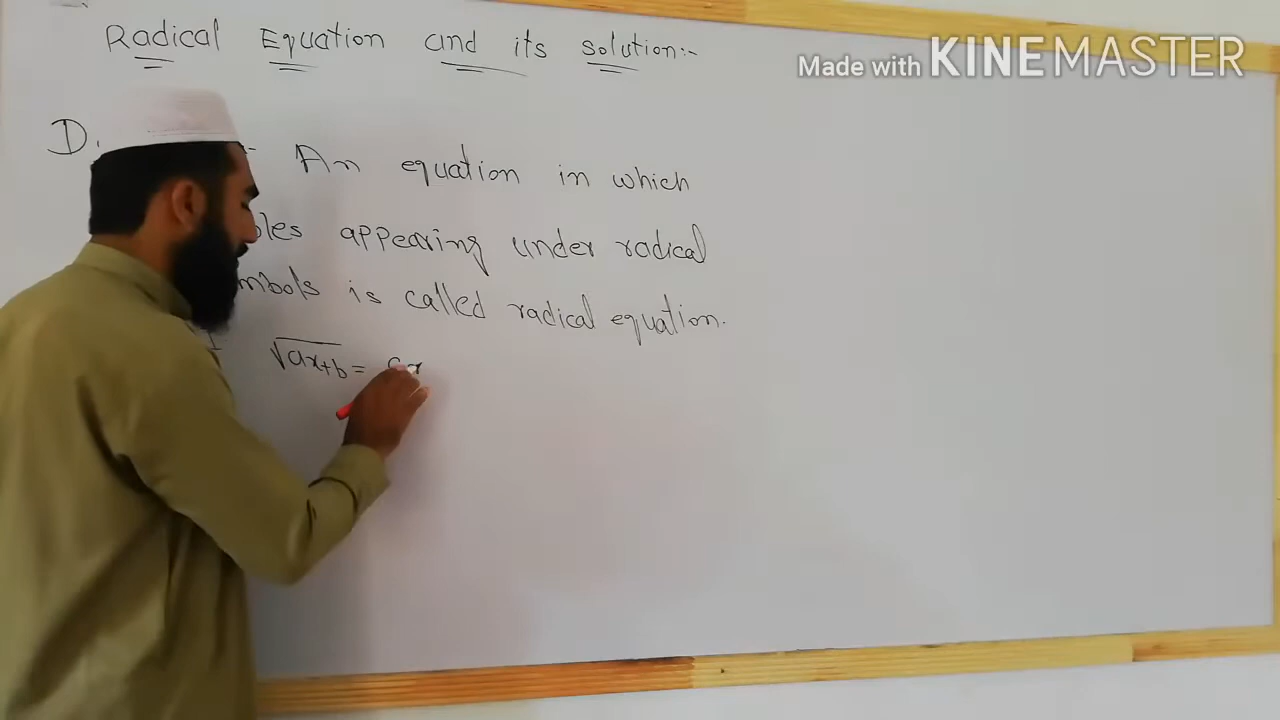 Radical Equation and its solution:-
Made with KINEMASTER
D. :- An equation in which
bles appearing under radical
mbols is called radical equation.
√ax+b = cx